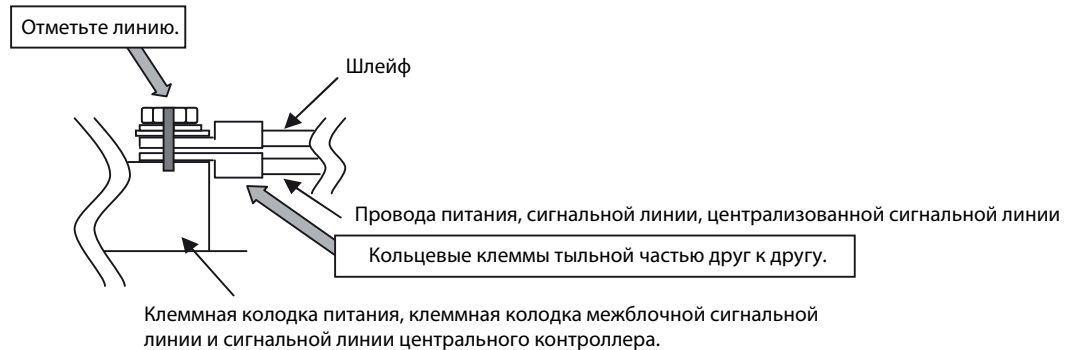 Отметьте линию.
Шлейф
Провода питания, сигнальной линии, централизованной сигнальной линии
Кольцевые клеммы тыльной частью друг к другу.
Клеммная колодка питания, клеммная колодка межблочной сигнальной
линии и сигнальной линии центрального контроллера.